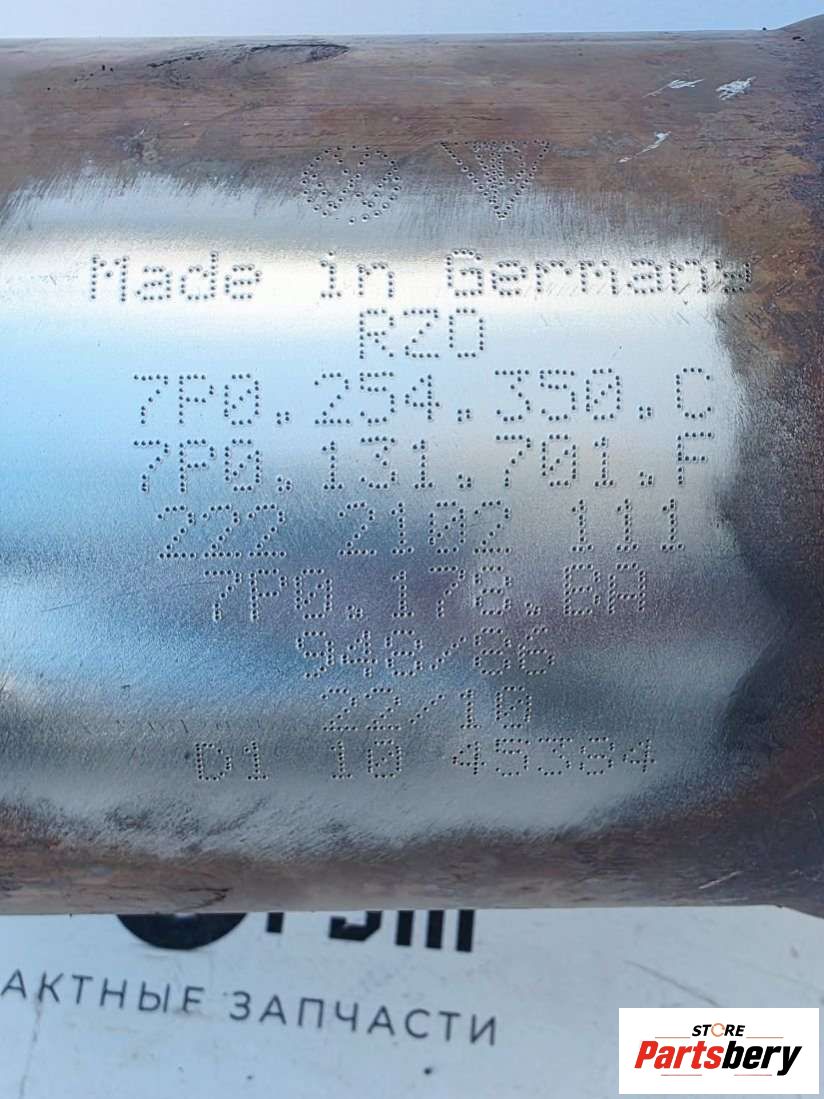 Made in Germany
RZD
7P0.254.350.C
7P0.131.701.F
222 2102 111
7P0.178.BA
948/86
22/10
D1 10 45384
АКТНЫЕ ЗАПЧАСТИ
STORE
Partsbery